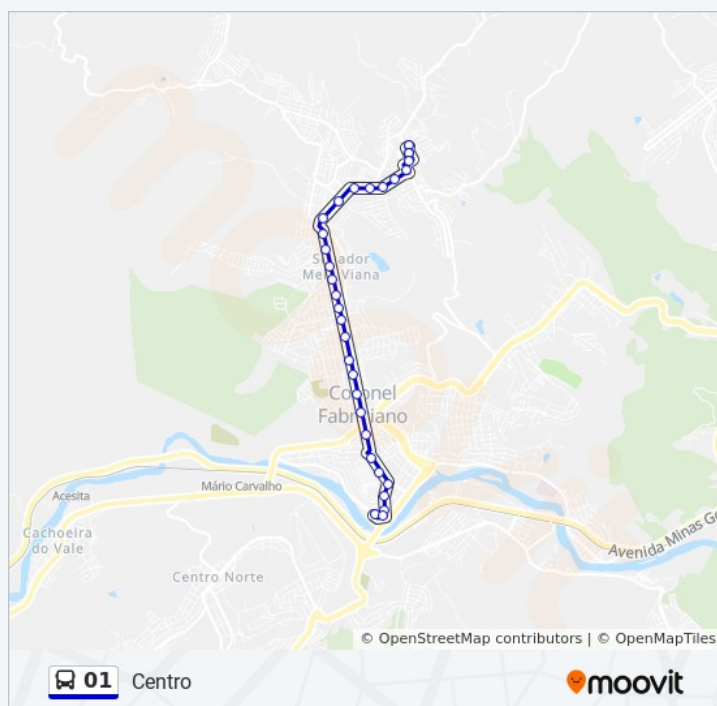 Senador
Melo Viana
Coronel
Fabriciano
Mário Carvalho
Acesita
Cachoeira
do Vale
Avenida Minas Ge
Centro Norte
© OpenStreetMap contributors | © OpenMapTiles
01 Centro
moovit